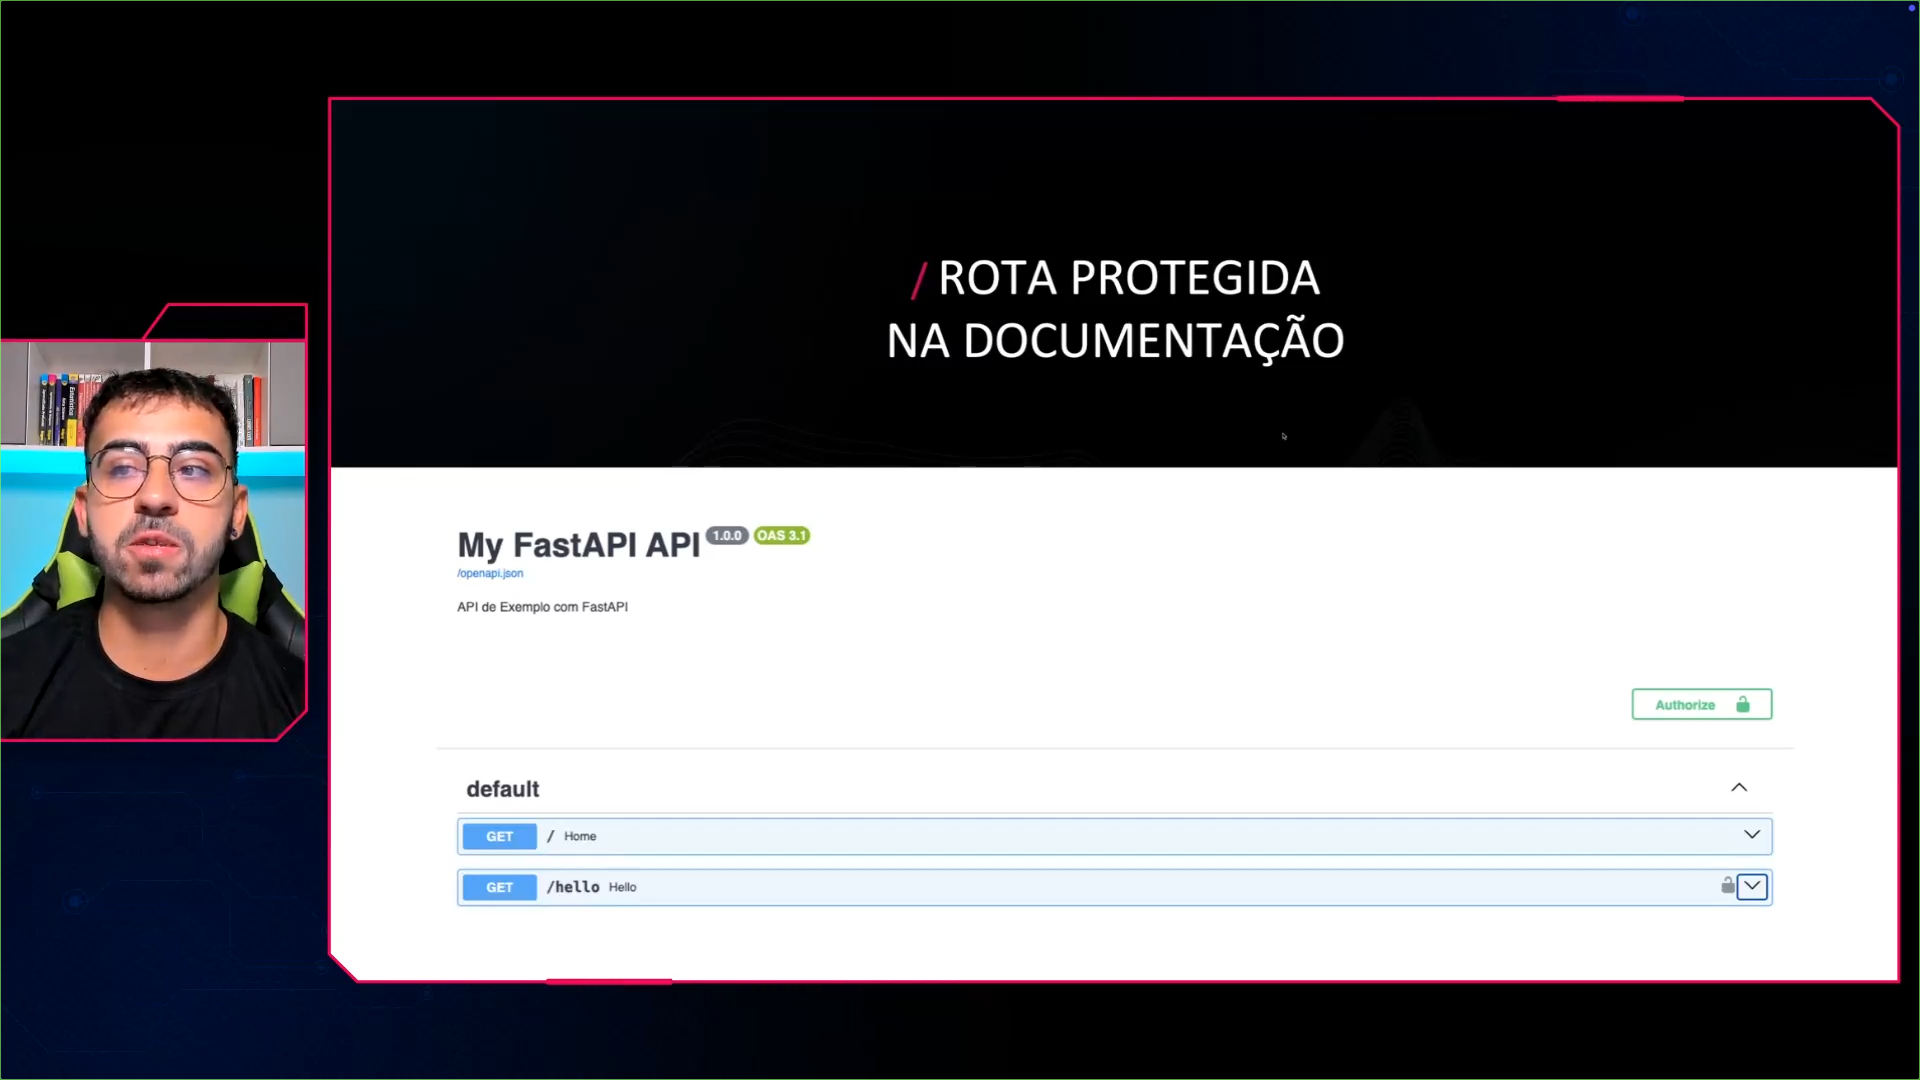 / ROTA PROTEGIDA
NA DOCUMENTAÇÃO
My FastAPI API 1.0.0 OAS 3.1
/openapi.json
API de Exemplo com FastAPI
Authorize
default
GET / Home
GET /hello Hello